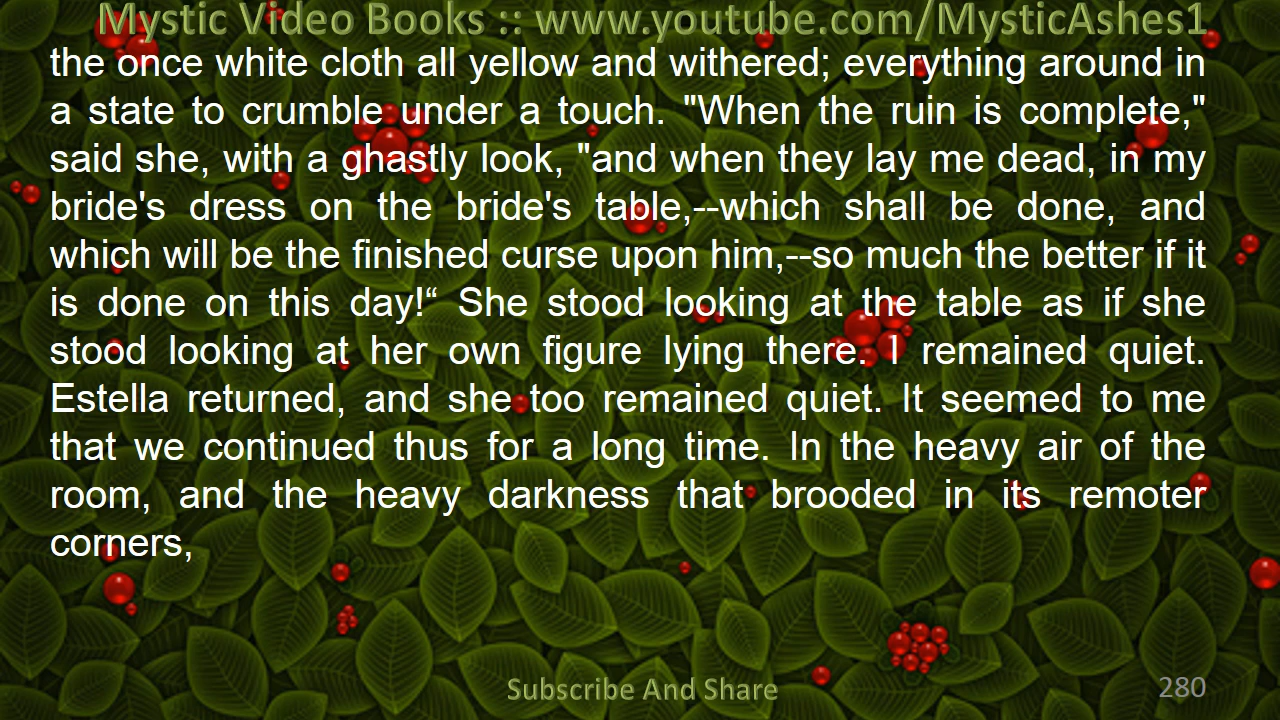 Mystic Video Books :: www.youtube.com/MysticAshes1
the once white cloth all yellow and withered; everything around in
a state to crumble under a touch. "When the ruin is complete,"
said she, with a ghastly look, "and when they lay me dead, in my
bride's dress on the bride's table,--which shall be done, and
which will be the finished curse upon him,--so much the better if it
is done on this day!“ She stood looking at the table as if she
stood looking at her own figure lying there. I remained quiet.
Estella returned, and she too remained quiet. It seemed to me
that we continued thus for a long time. In the heavy air of the
room, and the heavy darkness that brooded in its remoter
corners,
Subscribe And Share
280